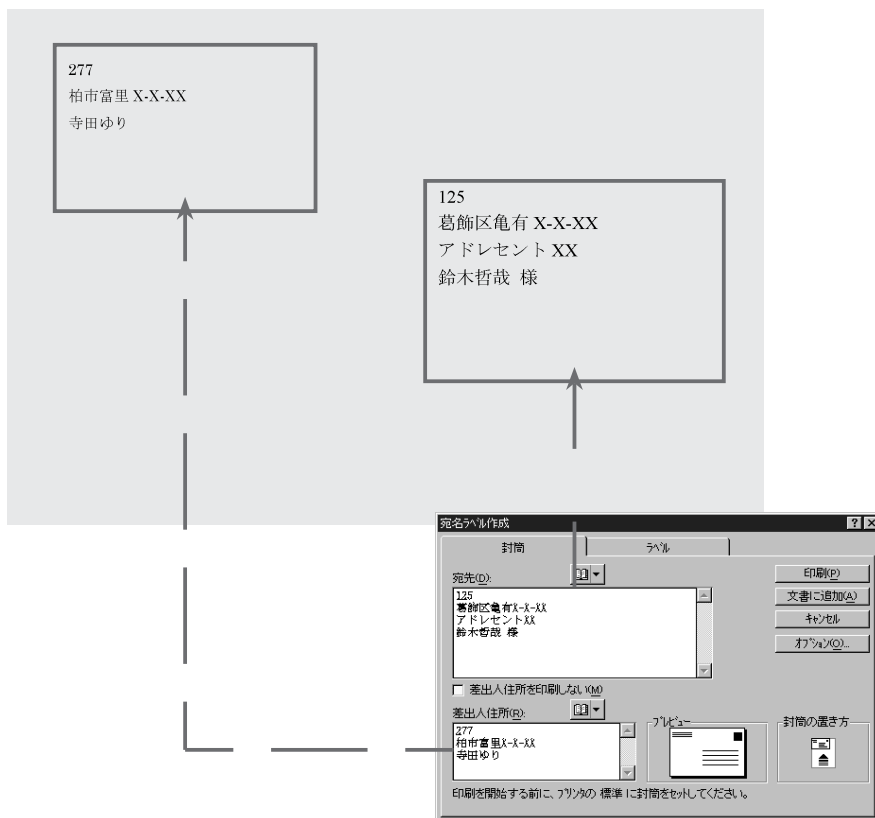 277
柏市富里 X-X-XX
寺田ゆり
125
葛飾区亀有 X-X-XX
アドレセント XX
鈴木哲哉 様
宛名ﾗﾍﾞﾙ作成
封筒
ﾗﾍﾞﾙ
宛先(D):
125
葛飾区亀有X-X-XX
アドレセントXX
鈴木哲哉 様
印刷(P)
文書に追加(A)
ｷｬﾝｾﾙ
ｵﾌﾟｼｮﾝ(O)...
差出人住所を印刷しない(M)
差出人住所(R):
277
柏市富里X-X-XX
寺田ゆり
ﾌﾟﾚﾋﾞｭｰ
封筒の置き方
印刷を開始する前に、ﾌﾟﾘﾝﾀの 標準 に封筒をｾｯﾄしてください。